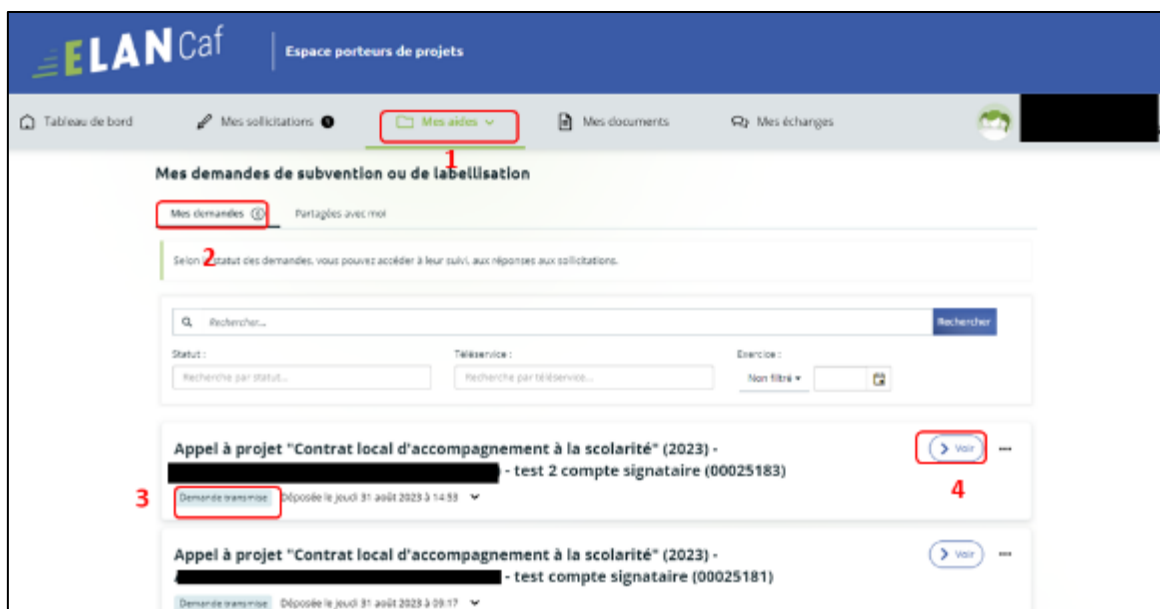 ELAN Caf
Espace porteurs de projets
Tableau de bord Mes sollicitations Mes aides Mes documents Mes échanges
1
Mes demandes de subvention ou de labellisation
Mes demandes Partagées avec moi
2
Selon le statut des demandes, vous pouvez accéder à leur suivi, aux réponses aux sollicitations.
Rechercher... Rechercher
Statut : Téléservice : Exercice :
Recherche par statut... Recherche par téléservice... Non filtré
Appel à projet "Contrat local d'accompagnement à la scolarité" (2023) - Voir
- test 2 compte signataire (00025183)
3 Demande transmise Déposée le jeudi 31 août 2023 à 14:53 4
Appel à projet "Contrat local d'accompagnement à la scolarité" (2023) - Voir
- test compte signataire (00025181)
Demande transmise Déposée le jeudi 31 août 2023 à 09:17